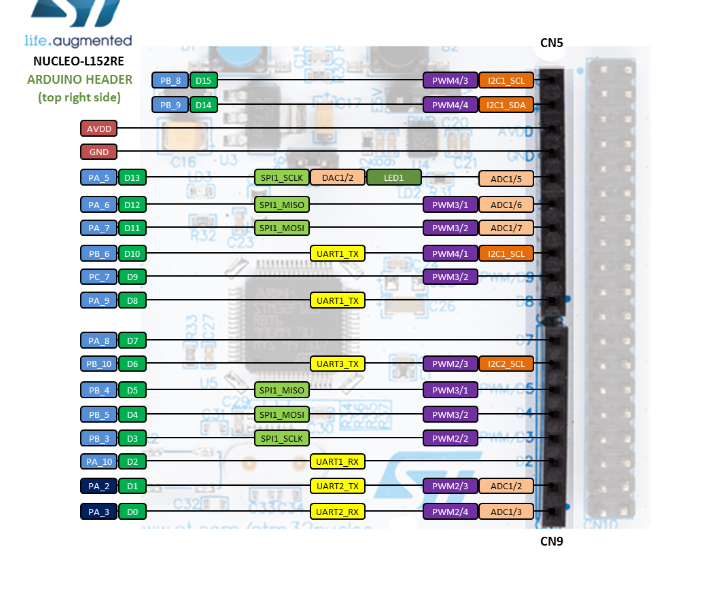 life.augmented
CN5
NUCLEO-L152RE
ARDUINO HEADER
(top right side)
PB_8 D15 PWM4/3 I2C1_SCL
PB_9 D14 PWM4/4 I2C1_SDA
AVDD
GND
PA_5 D13 SPI1_SCLK DAC1/2 LED1 ADC1/5
PA_6 D12 SPI1_MISO PWM3/1 ADC1/6
PA_7 D11 SPI1_MOSI PWM3/2 ADC1/7
PB_6 D10 UART1_TX PWM4/1 I2C1_SCL
PC_7 D9 PWM3/2
PA_9 D8 UART1_TX
PA_8 D7
PB_10 D6 UART3_TX PWM2/3 I2C2_SCL
PB_4 D5 SPI1_MISO PWM3/1
PB_5 D4 SPI1_MOSI PWM3/2
PB_3 D3 SPI1_SCLK PWM2/2
PA_10 D2 UART1_RX
PA_2 D1 UART2_TX PWM2/3 ADC1/2
PA_3 D0 UART2_RX PWM2/4 ADC1/3
CN10
CN9